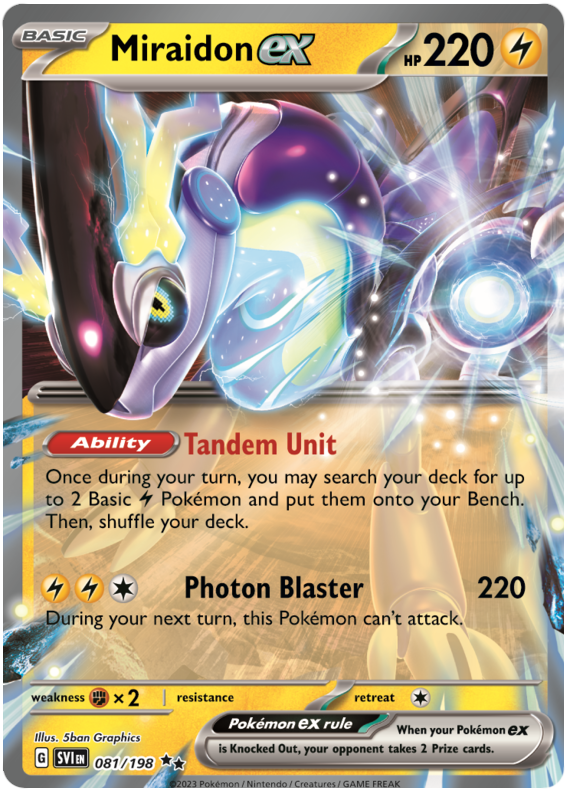 BASIC Miraidon ex HP 220
Ability Tandem Unit
Once during your turn, you may search your deck for up
to 2 Basic Pokémon and put them onto your Bench.
Then, shuffle your deck.
Photon Blaster 220
During your next turn, this Pokémon can't attack.
weakness ×2 resistance retreat
Illus. 5ban Graphics
Pokémon ex rule When your Pokémon ex
is Knocked Out, your opponent takes 2 Prize cards.
G SVI EN 081/198
©2023 Pokémon / Nintendo / Creatures / GAME FREAK